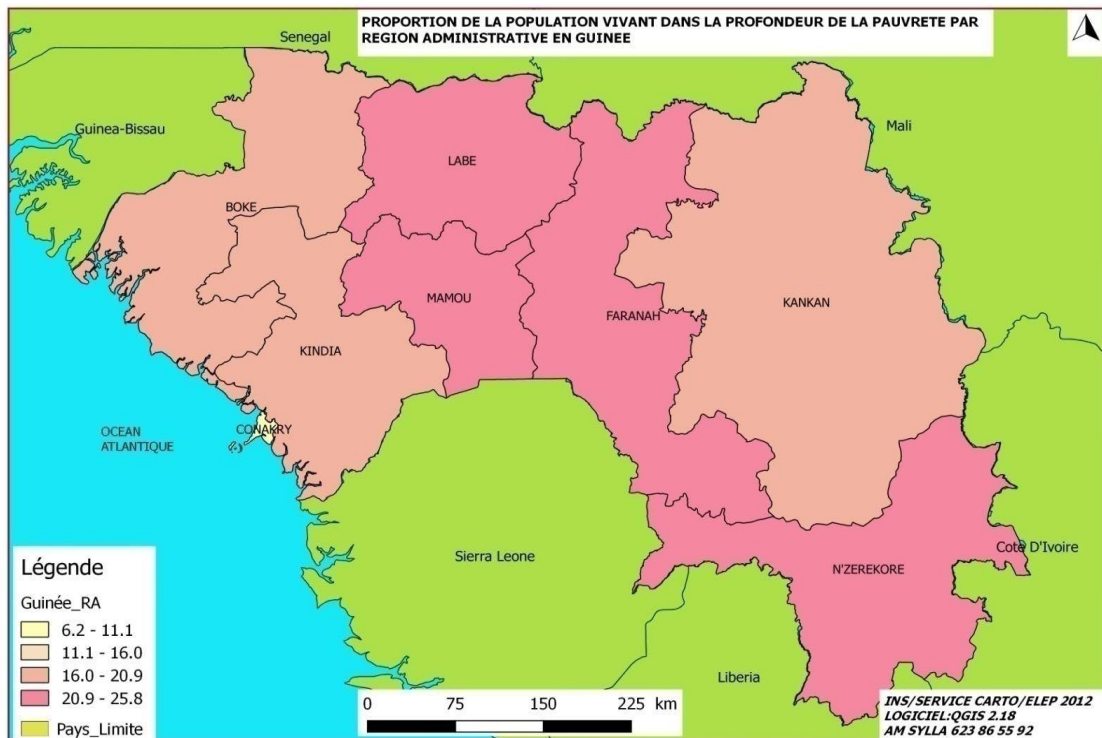 PROPORTION DE LA POPULATION VIVANT DANS LA PROFONDEUR DE LA PAUVRETE PAR
REGION ADMINISTRATIVE EN GUINEE
Senegal
Guinea-Bissau
Mali
LABE
BOKE
MAMOU
FARANAH
KANKAN
KINDIA
CONAKRY
OCEAN
ATLANTIQUE
Sierra Leone
Cote D'Ivoire
N'ZEREKORE
Liberia
Légende
Guinée_RA
6.2 - 11.1
11.1 - 16.0
16.0 - 20.9
20.9 - 25.8
Pays_Limite
0 75 150 225 km
INS/SERVICE CARTO/ELEP 2012
LOGICIEL:QGIS 2.18
AM SYLLA 623 86 55 92